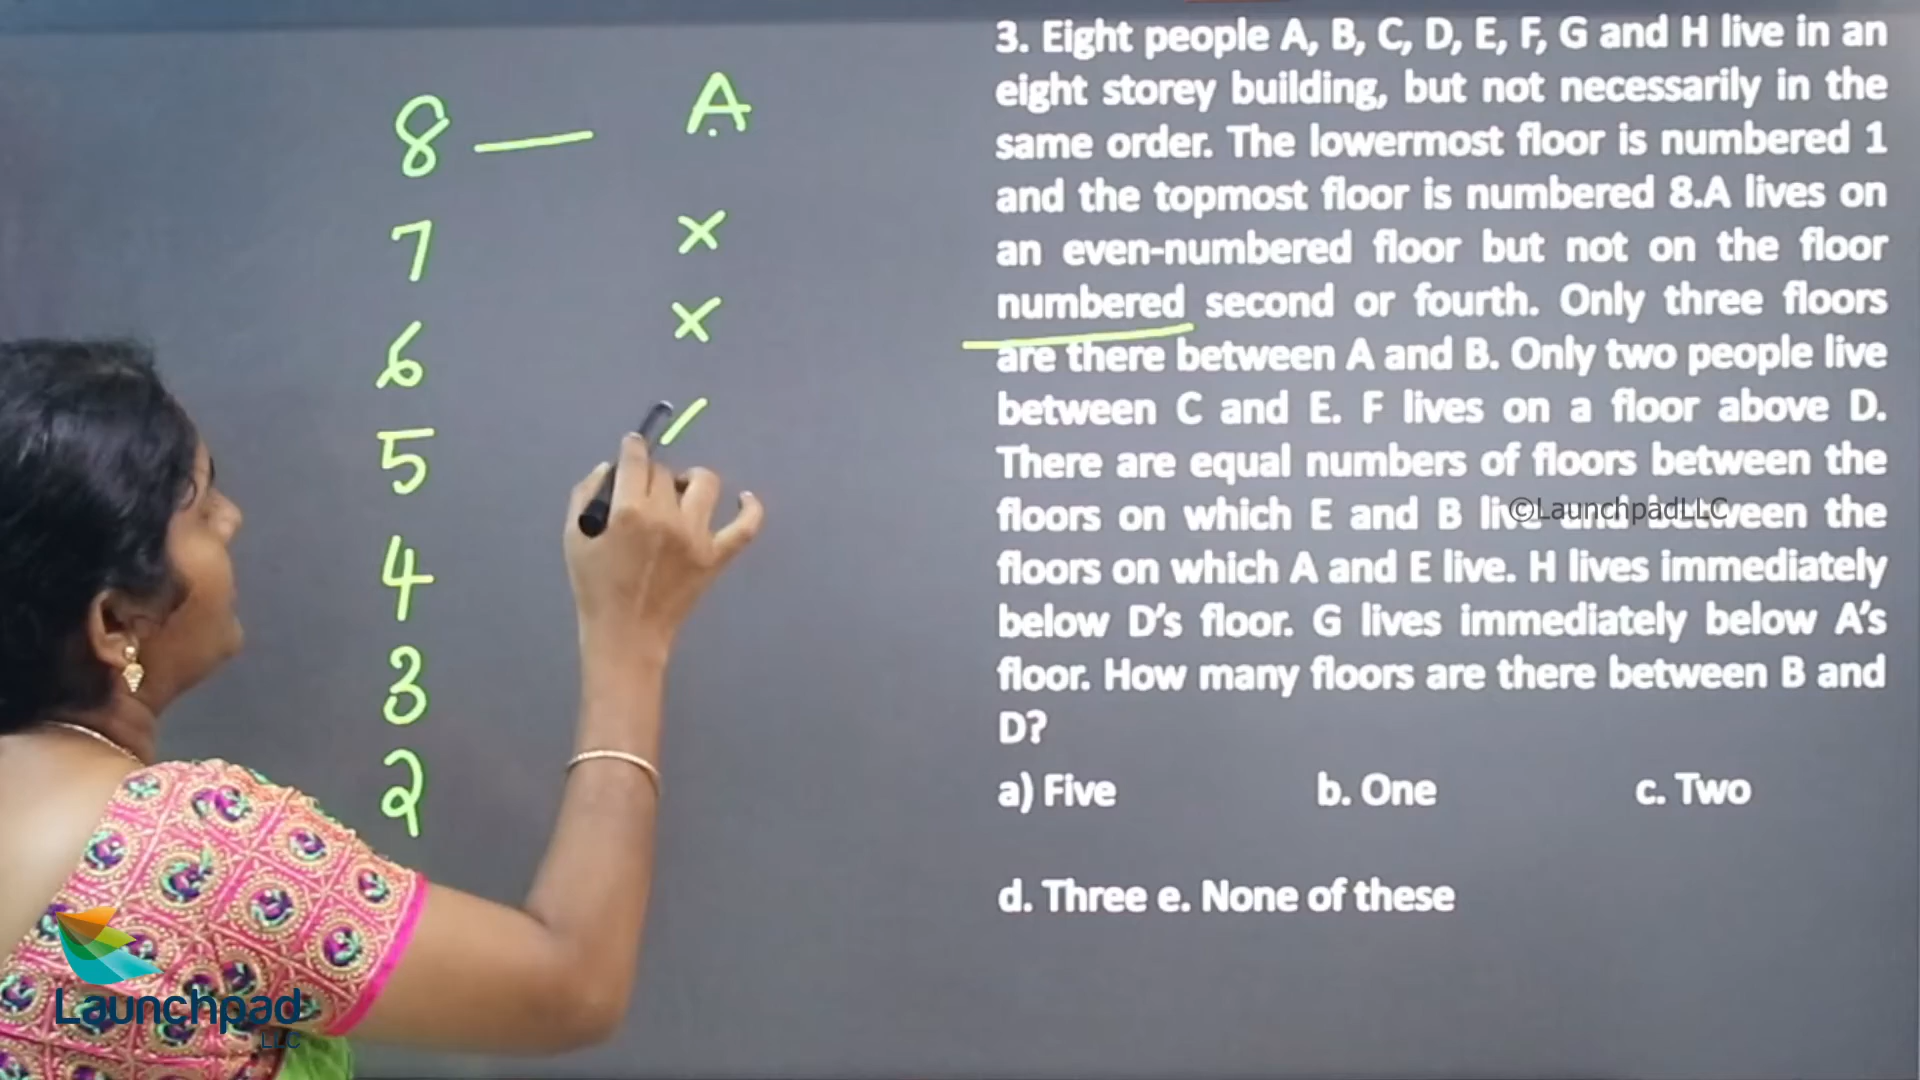 3. Eight people A, B, C, D, E, F, G and H live in an
eight storey building, but not necessarily in the
same order. The lowermost floor is numbered 1
and the topmost floor is numbered 8.A lives on
an even-numbered floor but not on the floor
numbered second or fourth. Only three floors
are there between A and B. Only two people live
between C and E. F lives on a floor above D.
There are equal numbers of floors between the
floors on which E and B live and between the
floors on which A and E live. H lives immediately
below D’s floor. G lives immediately below A’s
floor. How many floors are there between B and
D?
a) Five b. One c. Two
d. Three e. None of these
8 — A
7 ×
6 ×
5
4
3
2
©LaunchpadLLC
Launchpad
LLC